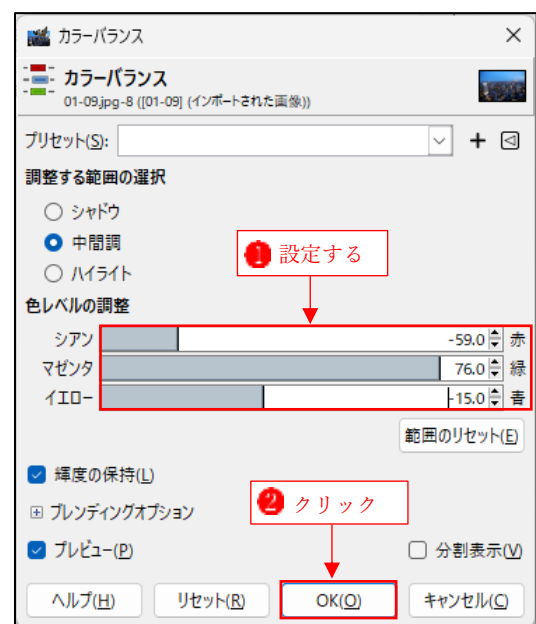 カラーバランス
カラーバランス
01-09.jpg-8 ([01-09] (インポートされた画像))
プリセット(S):
調整する範囲の選択
シャドウ
中間調
ハイライト
1 設定する
色レベルの調整
シアン -59.0 赤
マゼンタ 76.0 緑
イエロー -15.0 青
範囲のリセット(E)
輝度の保持(L)
ブレンディングオプション
2 クリック
プレビュー(P) 分割表示(V)
ヘルプ(H) リセット(R) OK(O) キャンセル(C)